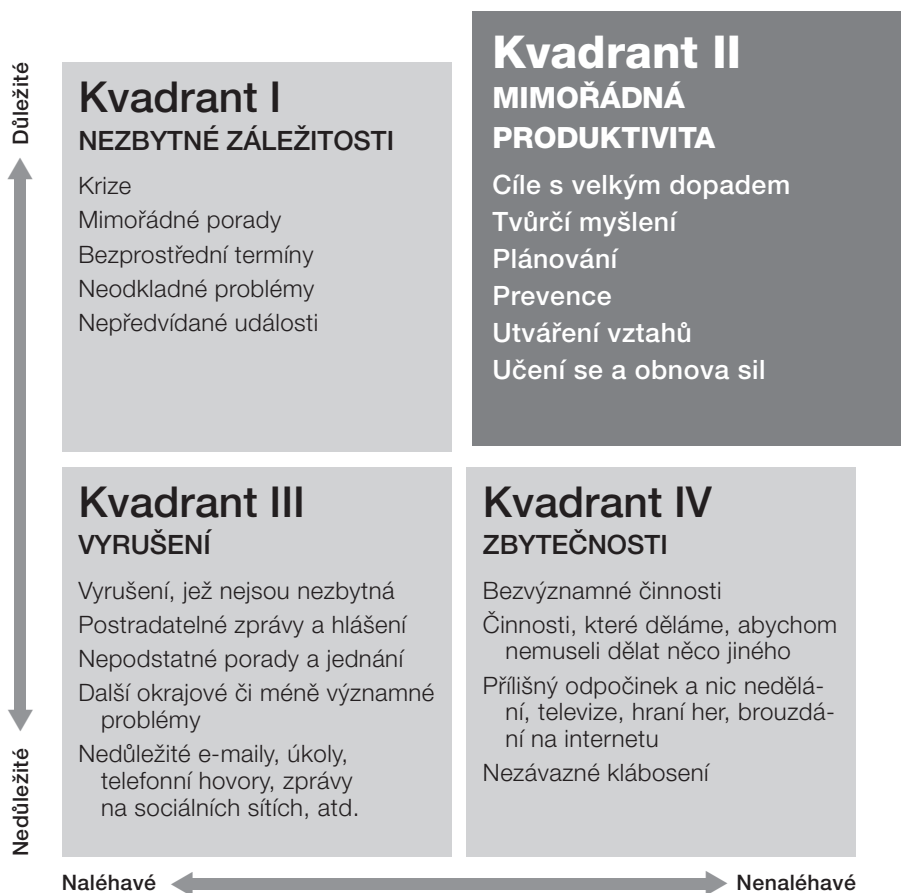 Důležité
Kvadrant I
NEZBYTNÉ ZÁLEŽITOSTI
Krize
Mimořádné porady
Bezprostřední termíny
Neodkladné problémy
Nepředvídané události
Kvadrant II
MIMOŘÁDNÁ
PRODUKTIVITA
Cíle s velkým dopadem
Tvůrčí myšlení
Plánování
Prevence
Utváření vztahů
Učení se a obnova sil
Nedůležité
Kvadrant III
VYRUŠENÍ
Vyrušení, jež nejsou nezbytná
Postradatelné zprávy a hlášení
Nepodstatné porady a jednání
Další okrajové či méně významné
problémy
Nedůležité e-maily, úkoly,
telefonní hovory, zprávy
na sociálních sítích, atd.
Kvadrant IV
ZBYTEČNOSTI
Bezvýznamné činnosti
Činnosti, které děláme, abychom
nemuseli dělat něco jiného
Přílišný odpočinek a nic nedělá-
ní, televize, hraní her, brouzdá-
ní na internetu
Nezávazné klábosení
Naléhavé
Nenaléhavé